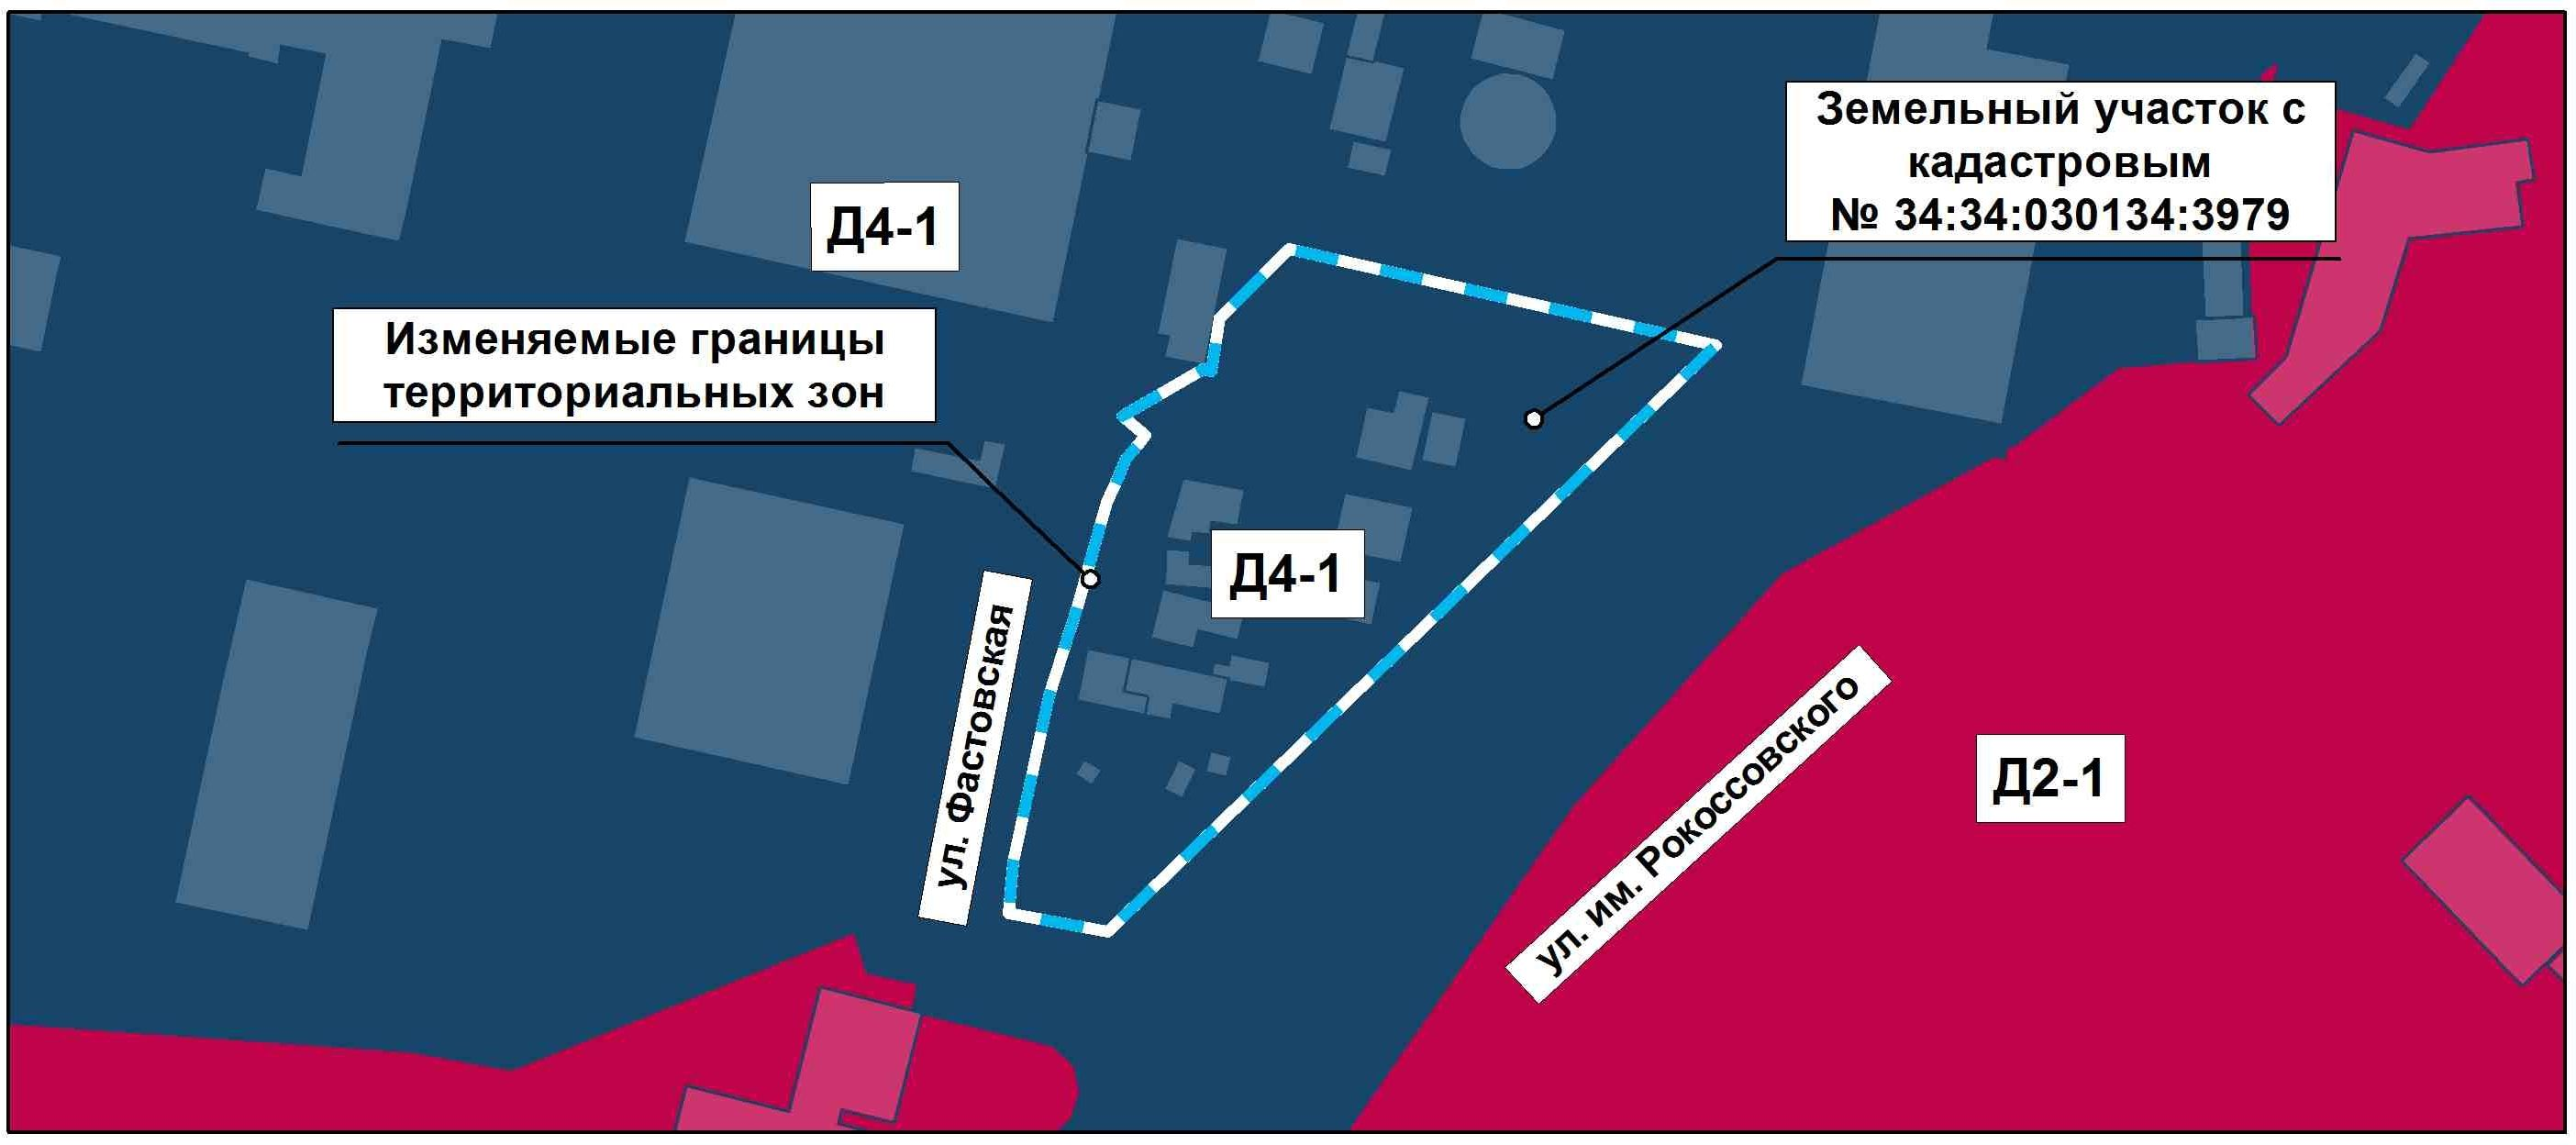 Земельный участок с
кадастровым
№ 34:34:030134:3979
Д4-1
Изменяемые границы
территориальных зон
Д4-1
ул. Фастовская
ул. им. Рокоссовского
Д2-1